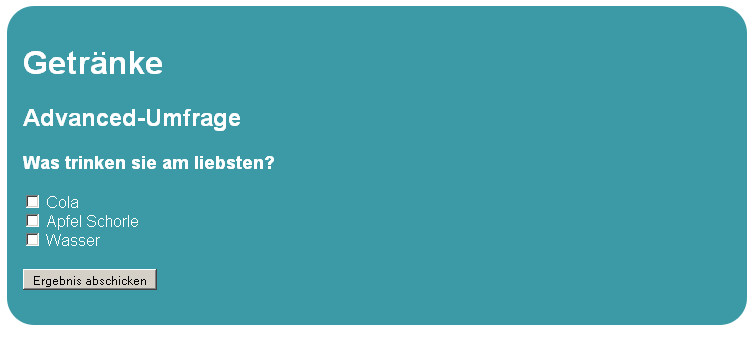 Getränke
Advanced-Umfrage
Was trinken sie am liebsten?
Cola
Apfel Schorle
Wasser
Ergebnis abschicken